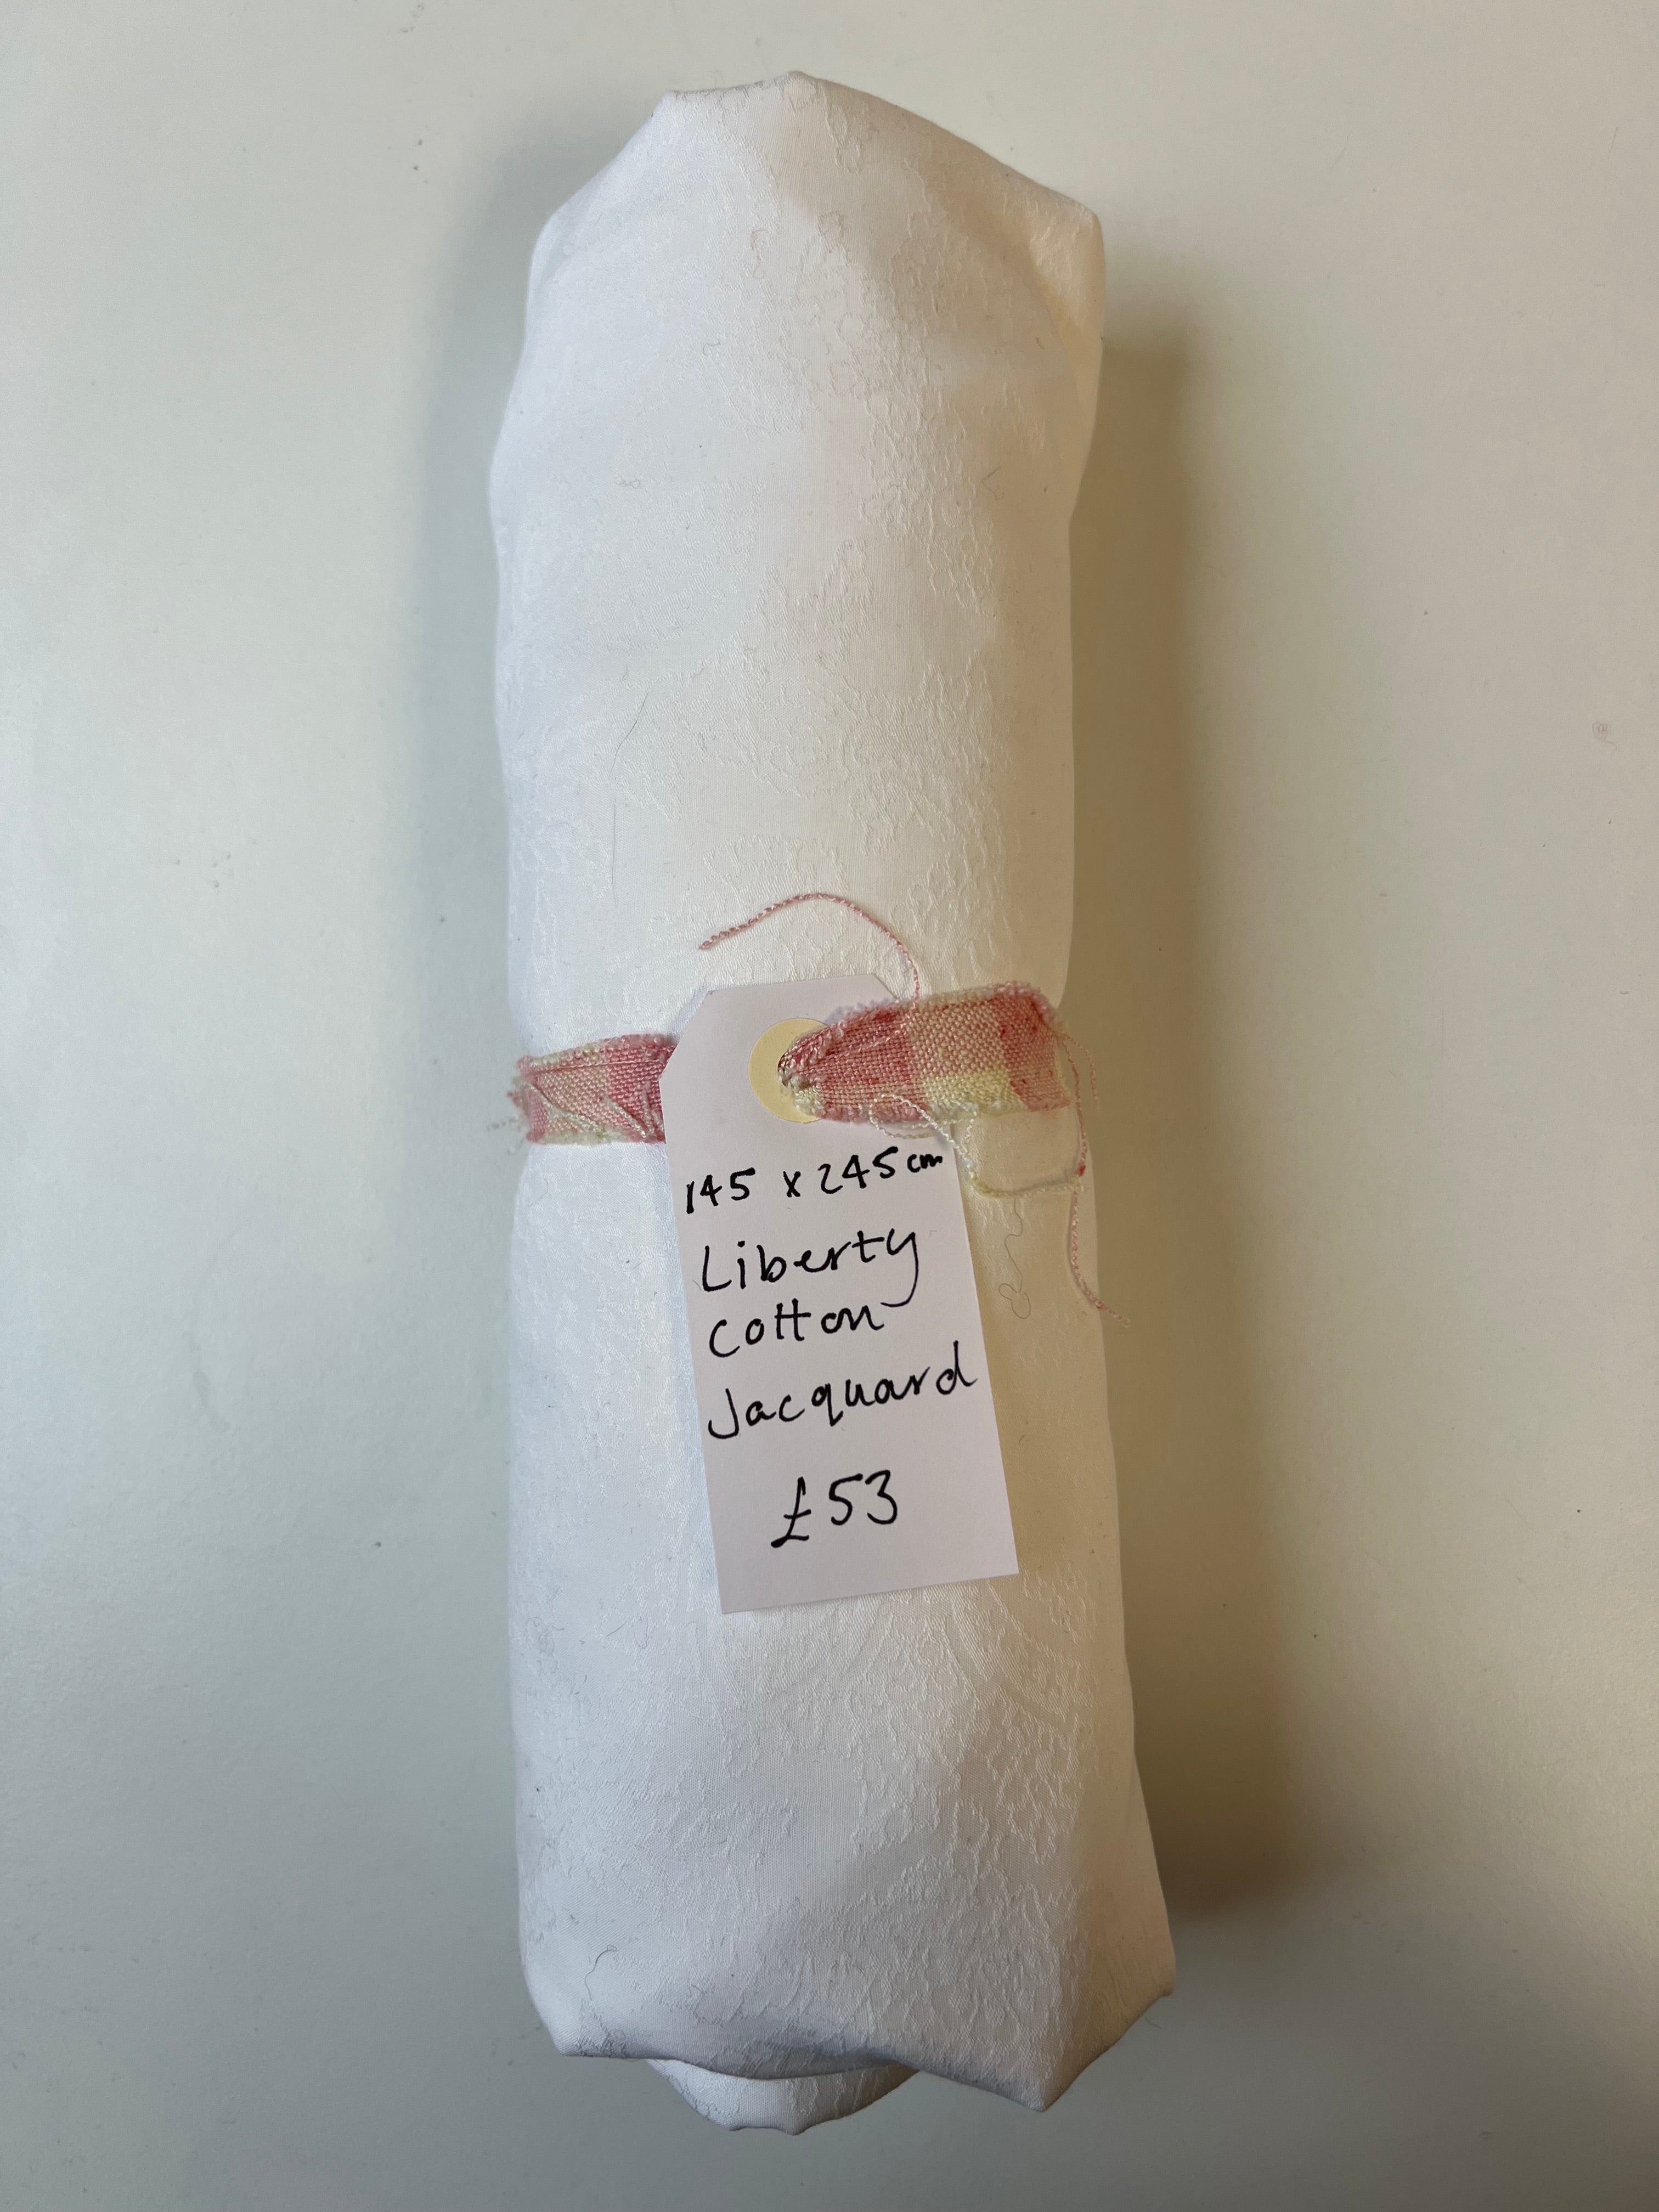 145 x 245cm
Liberty
Cotton
Jacquard
£53